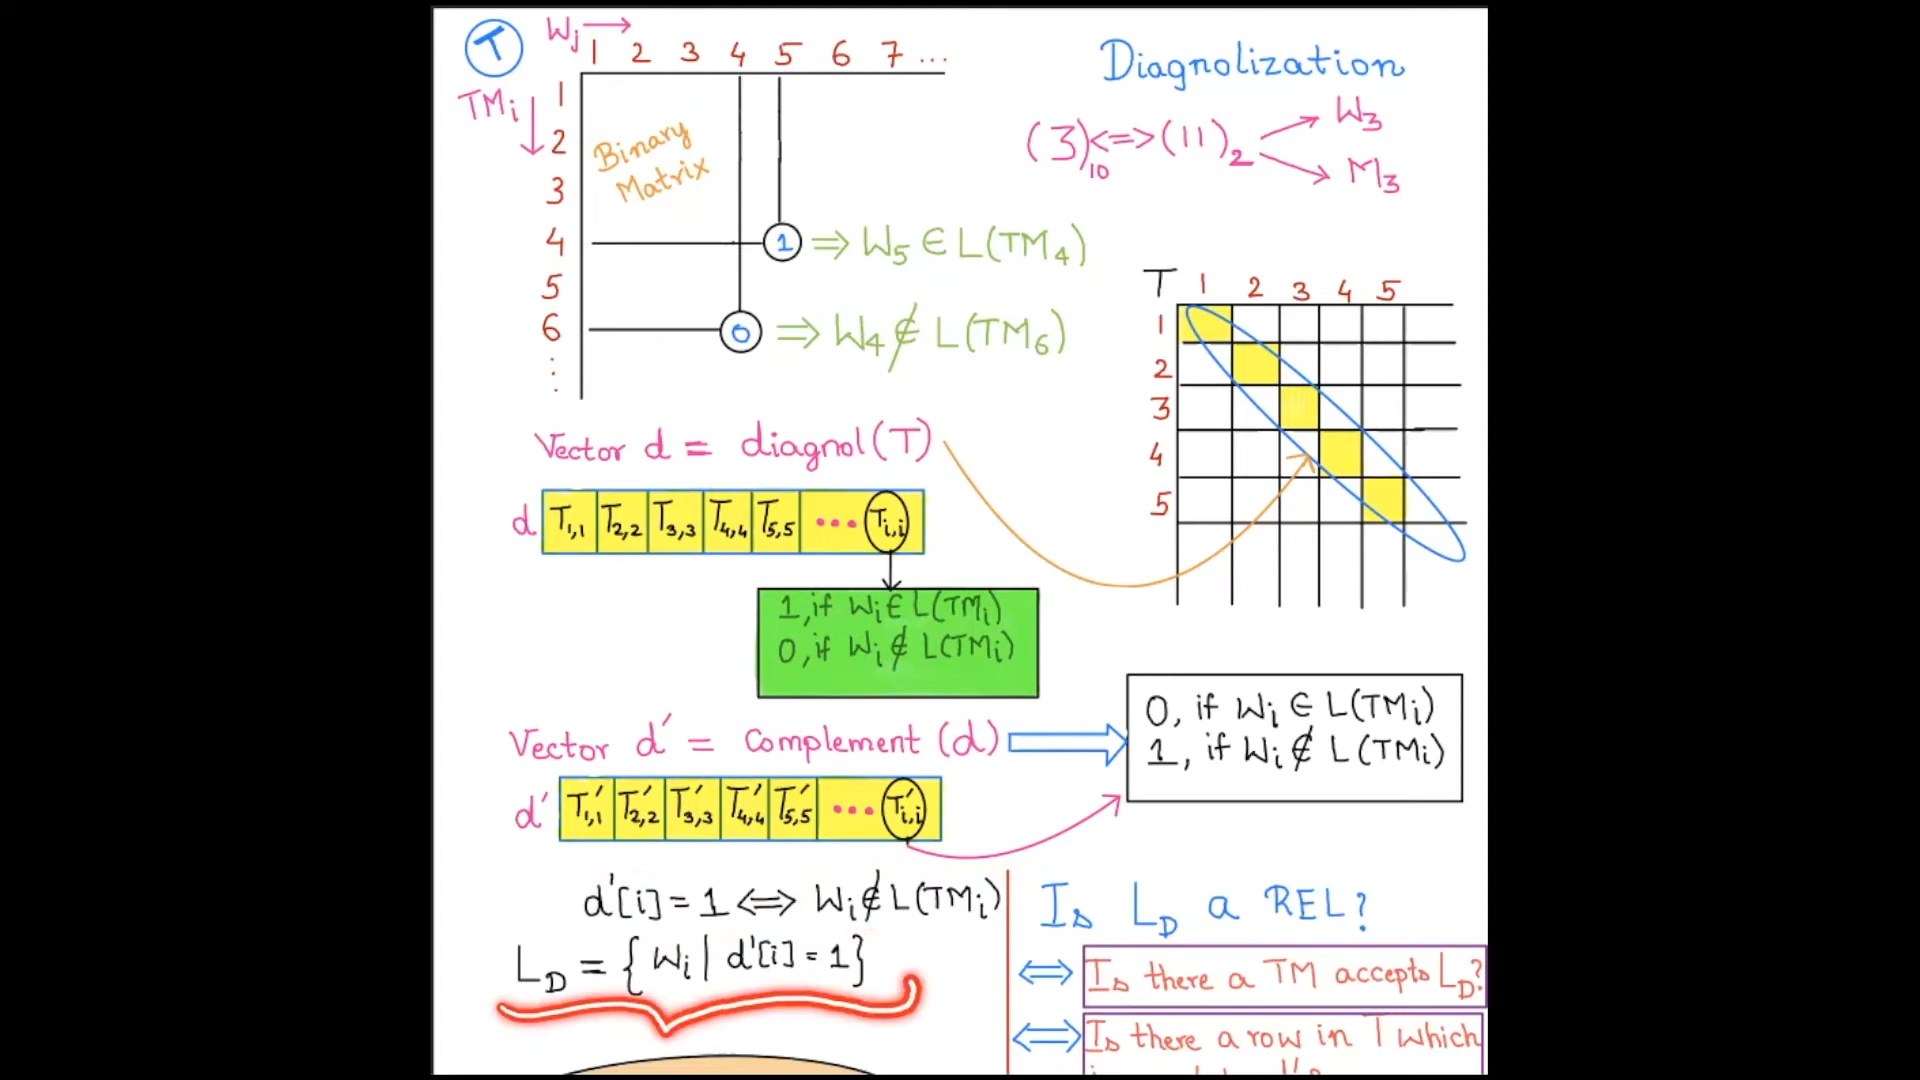 T
Wj →
1 2 3 4 5 6 7 ...
TMi ↓
1
2
3
4
5
6
⋮
Binary
Matrix
1 ⇒ W5 ∈ L(TM4)
0 ⇒ W4 ∉ L(TM6)
Diagnolization
(3)10 <=> (11)2
W3
M3
T 1 2 3 4 5
1
2
3
4
5
Vector d = diagnol(T)
d T1,1 T2,2 T3,3 T4,4 T5,5 ... Ti,i
1, if Wi ∈ L(TMi)
0, if Wi ∉ L(TMi)
Vector d' = Complement (d)
0, if Wi ∈ L(TMi)
1, if Wi ∉ L(TMi)
d' T'1,1 T'2,2 T'3,3 T'4,4 T'5,5 ... T'i,i
d'[i] = 1 <=> Wi ∉ L(TMi)
LD = { Wi | d'[i] = 1}
Is LD a REL?
<=> Is there a TM accepts LD?
<=> Is there a row in T which